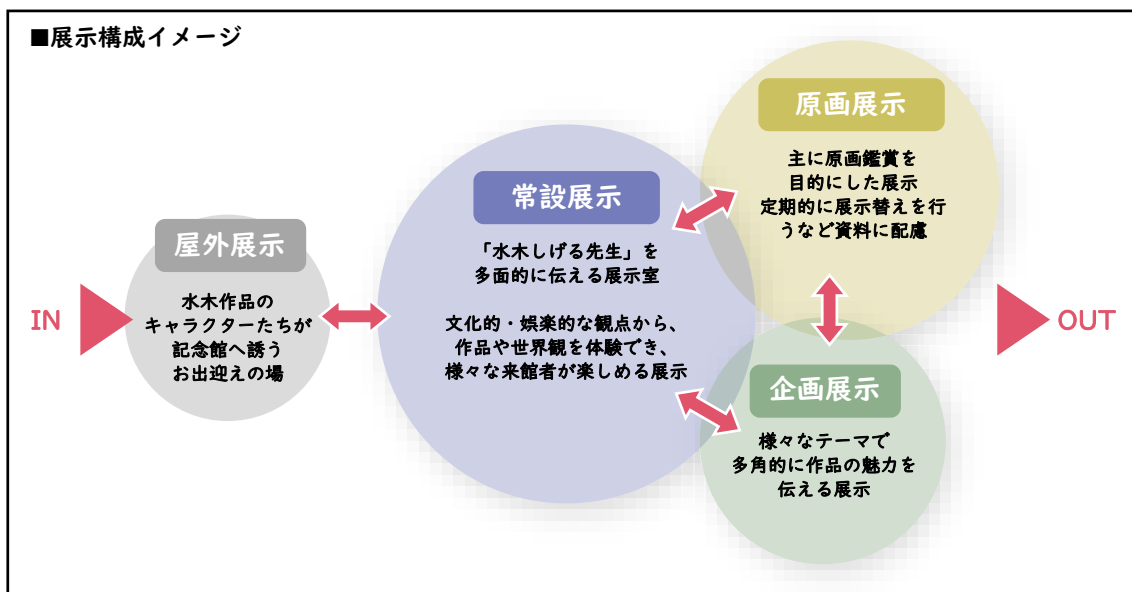 ■展示構成イメージ
IN
屋外展示
水木作品の
キャラクターたちが
記念館へ誘う
お出迎えの場
常設展示
「水木しげる先生」を
多面的に伝える展示室
文化的・娯楽的な観点から、
作品や世界観を体験でき、
様々な来館者が楽しめる展示
原画展示
主に原画鑑賞を
目的にした展示
定期的に展示替えを行
うなど資料に配慮
企画展示
様々なテーマで
多角的に作品の魅力を
伝える展示
OUT